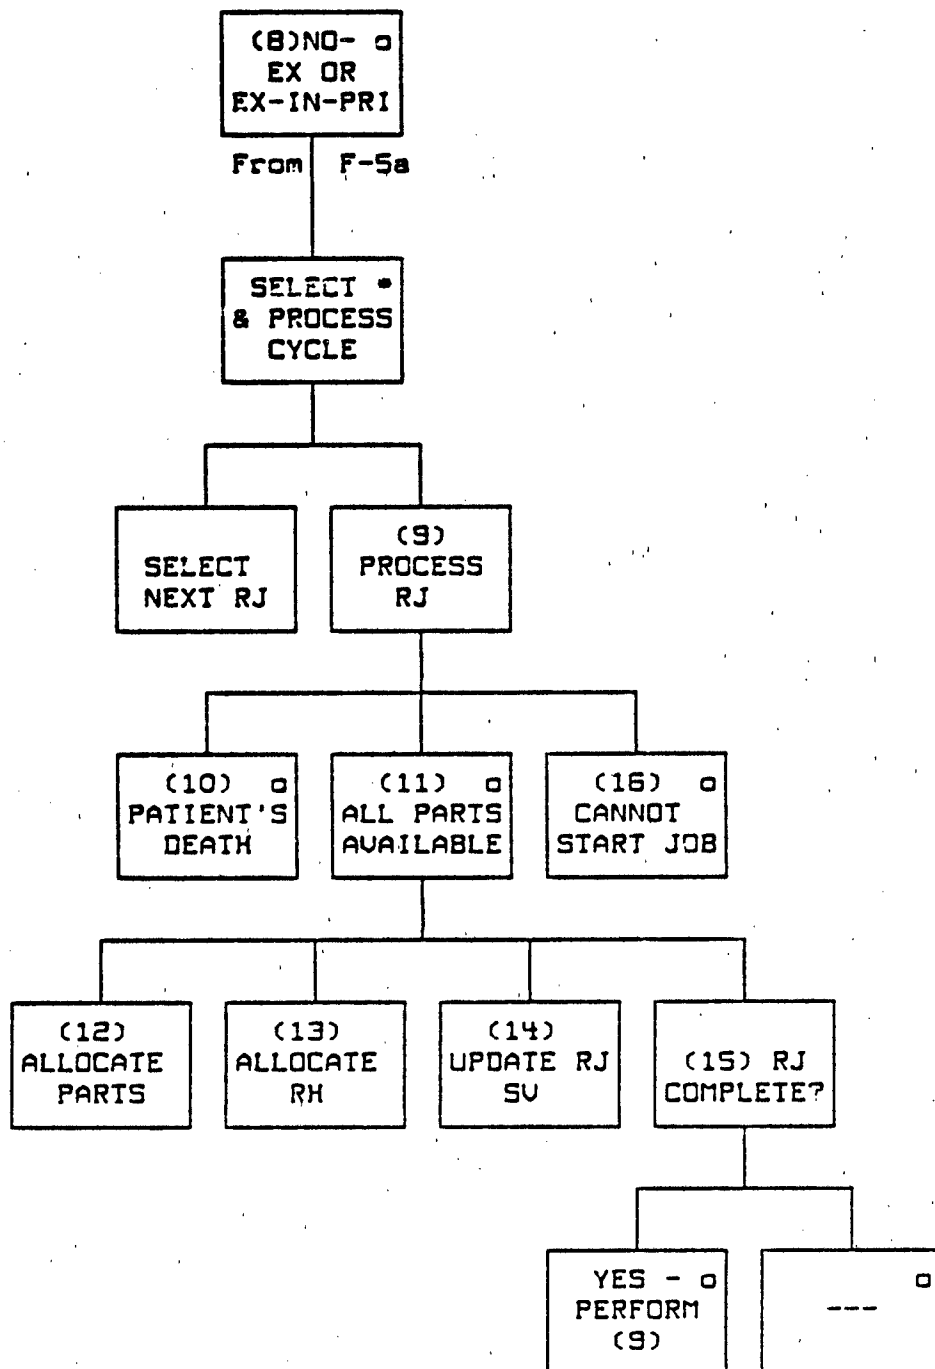 (8)NO- o
EX OR
EX-IN-PRI
From F-5a
SELECT *
& PROCESS
CYCLE
SELECT
NEXT RJ
(9)
PROCESS
RJ
(10) o
PATIENT'S
DEATH
(11) o
ALL PARTS
AVAILABLE
(16) o
CANNOT
START JOB
(12)
ALLOCATE
PARTS
(13)
ALLOCATE
RH
(14)
UPDATE RJ
SV
(15) RJ
COMPLETE?
YES - o
PERFORM
(9)
o
---